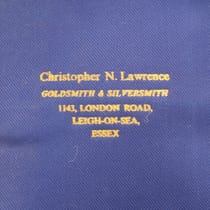 Christopher N. Lawrence
GOLDSMITH & SILVERSMITH
1143, LONDON ROAD,
LEIGH-ON-SEA,
ESSEX